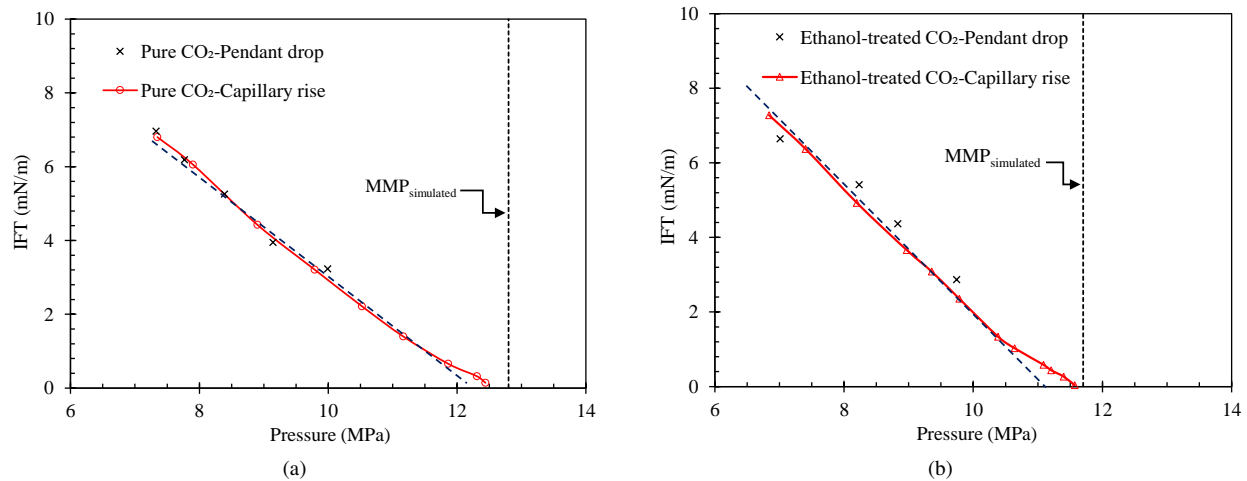 10
8
6
4
2
0
IFT (mN/m)
Pure CO₂-Pendant drop
Pure CO₂-Capillary rise
MMPsimulated
6 8 10 12 14
Pressure (MPa)
(a)
10
8
6
4
2
0
IFT (mN/m)
Ethanol-treated CO₂-Pendant drop
Ethanol-treated CO₂-Capillary rise
MMPsimulated
6 8 10 12 14
Pressure (MPa)
(b)